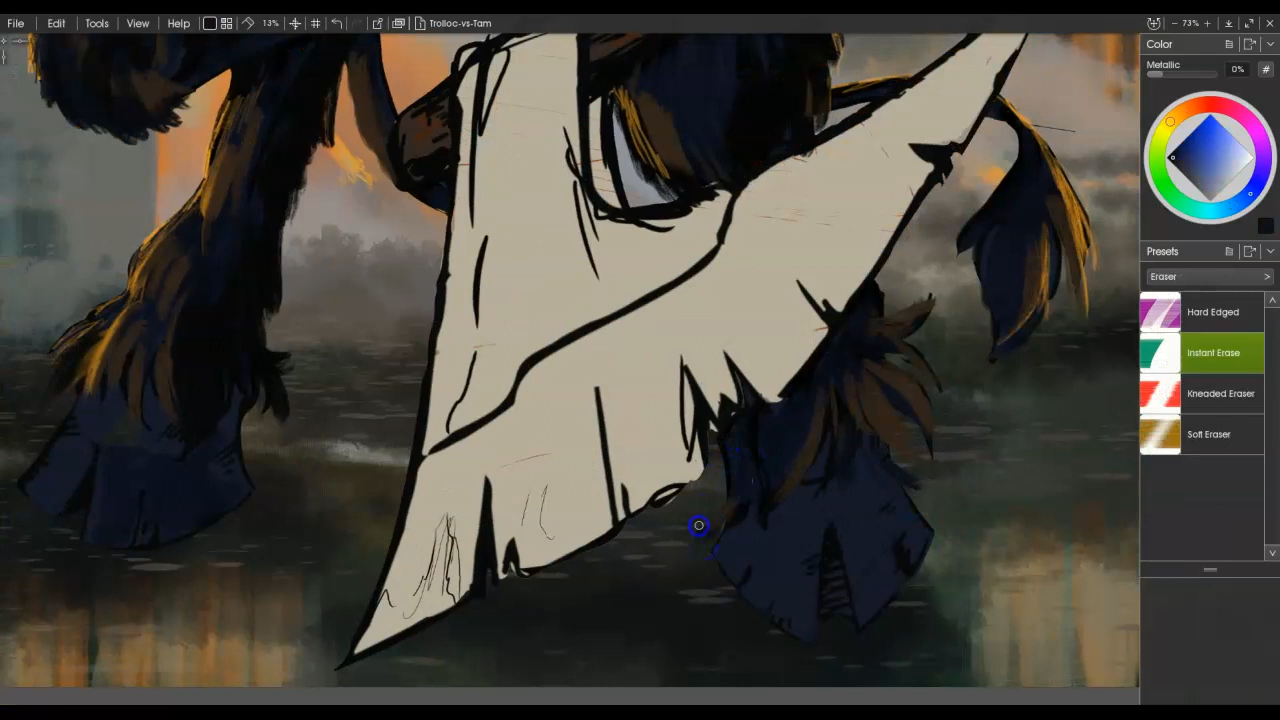 File Edit Tools View Help 13% Trolloc-vs-Tam − 73% +
Color
Metallic
0% #
Presets
Eraser >
Hard Edged
Instant Erase
Kneaded Eraser
Soft Eraser